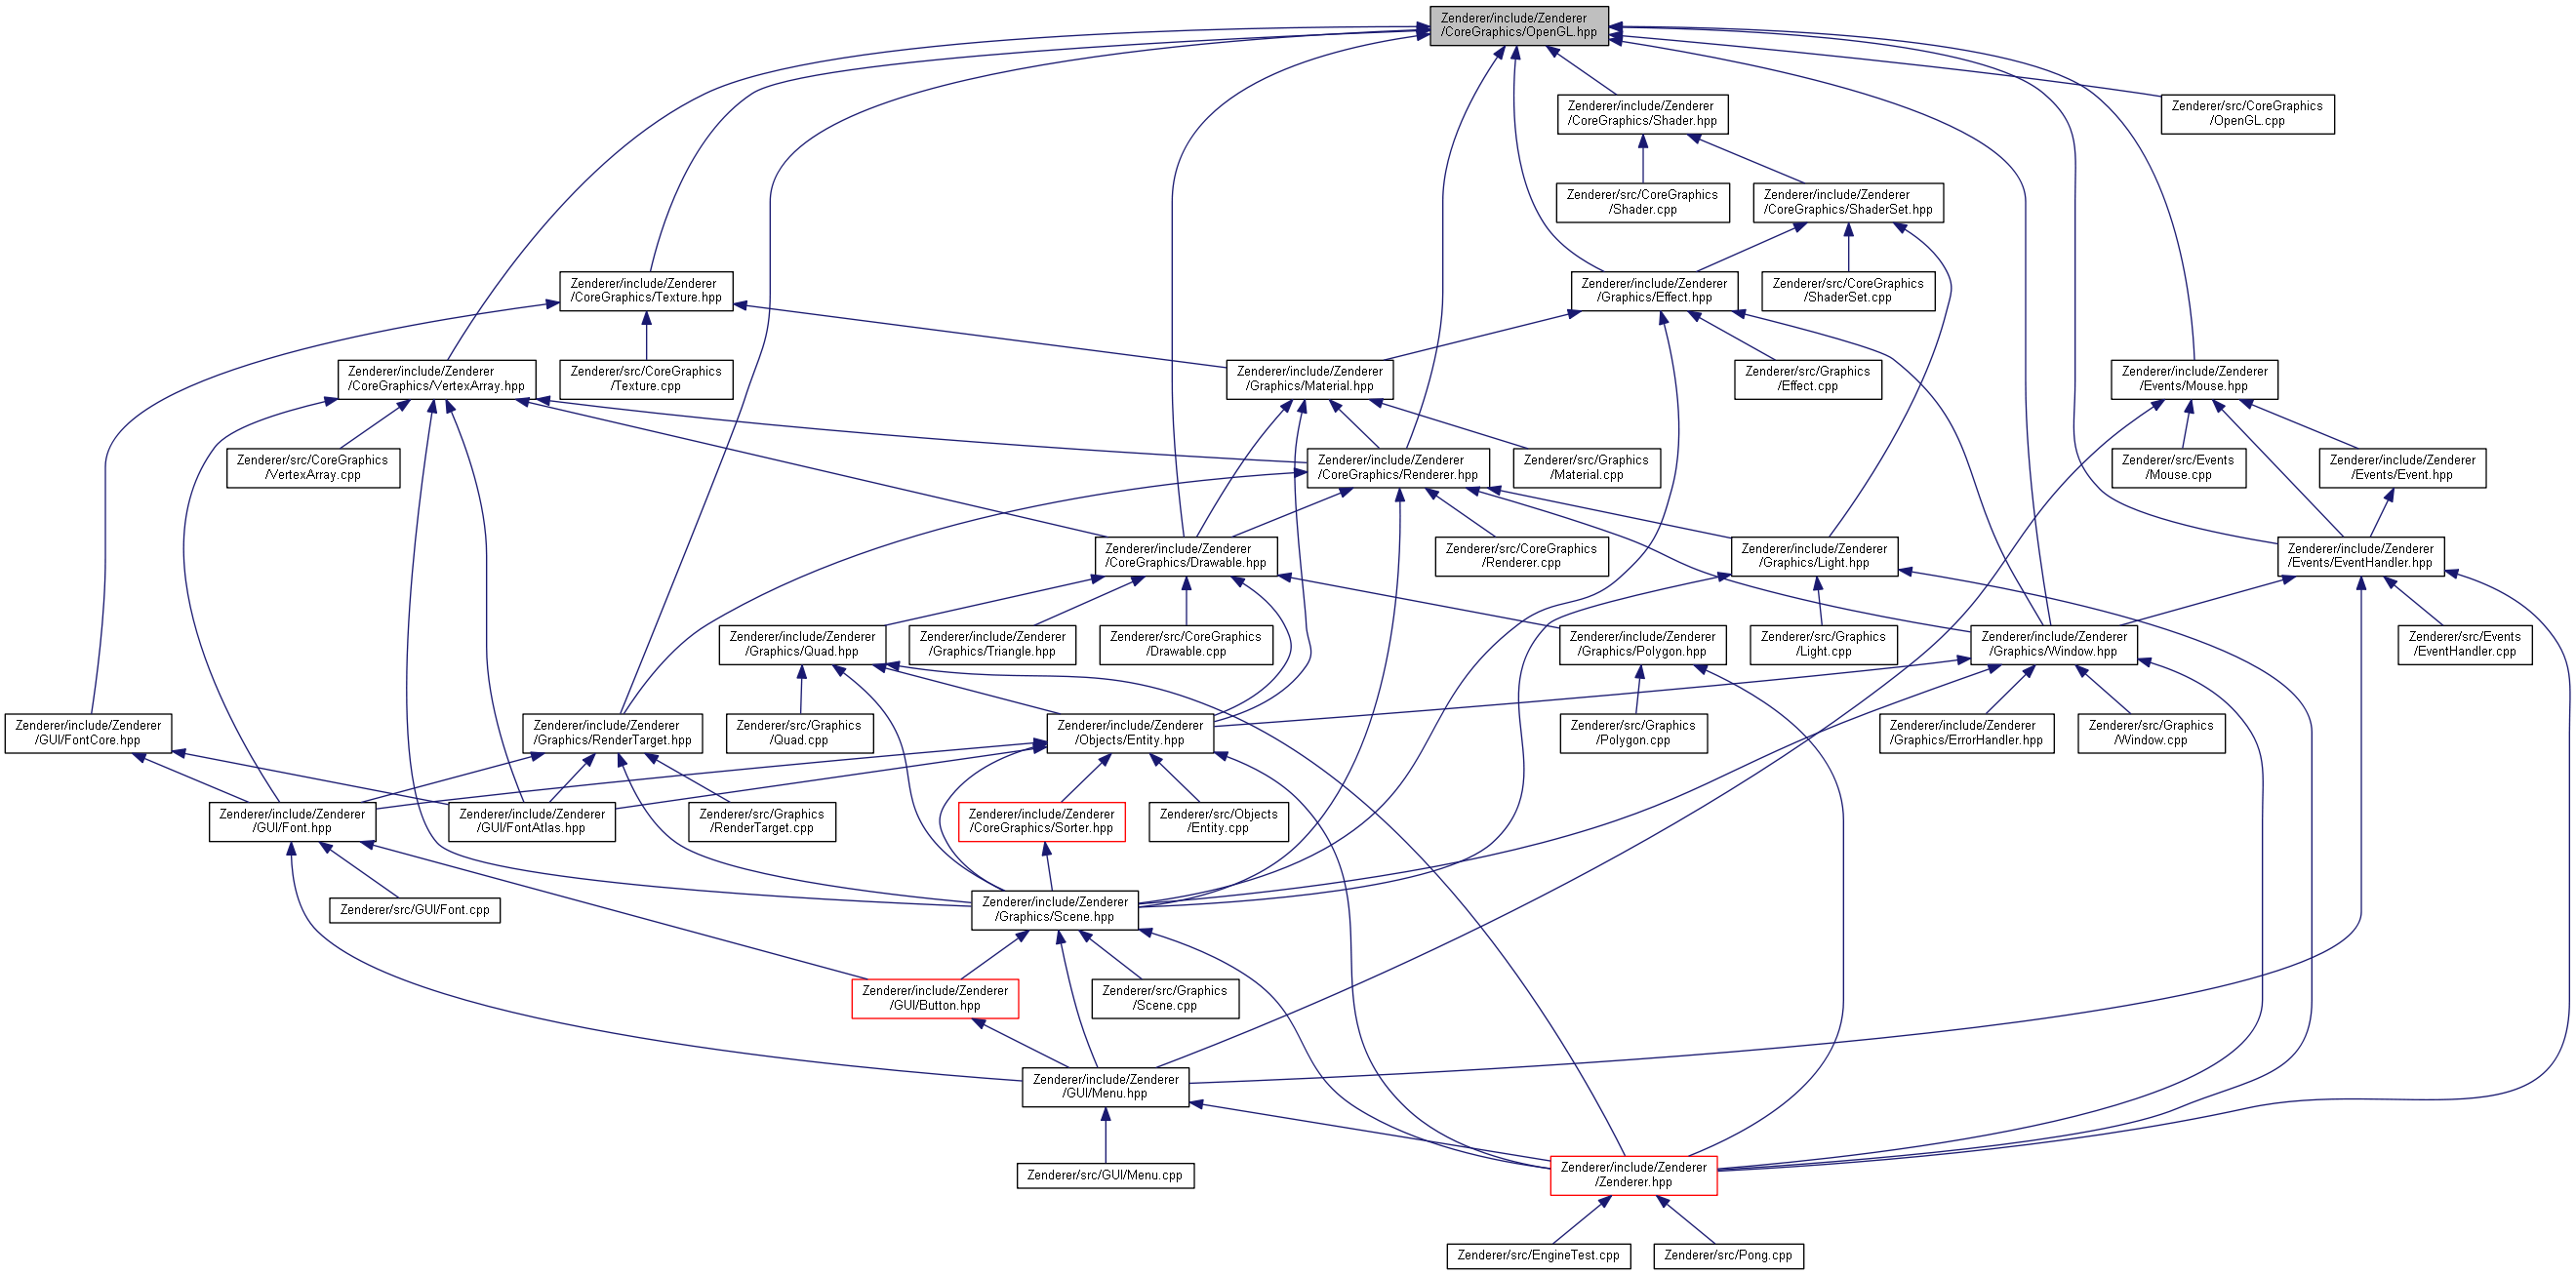 Zenderer/include/Zenderer
/CoreGraphics/OpenGL.hpp
Zenderer/include/Zenderer
/CoreGraphics/Shader.hpp
Zenderer/src/CoreGraphics
/OpenGL.cpp
Zenderer/src/CoreGraphics
/Shader.cpp
Zenderer/include/Zenderer
/CoreGraphics/ShaderSet.hpp
Zenderer/include/Zenderer
/CoreGraphics/Texture.hpp
Zenderer/include/Zenderer
/Graphics/Effect.hpp
Zenderer/src/CoreGraphics
/ShaderSet.cpp
Zenderer/include/Zenderer
/CoreGraphics/VertexArray.hpp
Zenderer/src/CoreGraphics
/Texture.cpp
Zenderer/include/Zenderer
/Graphics/Material.hpp
Zenderer/src/Graphics
/Effect.cpp
Zenderer/include/Zenderer
/Events/Mouse.hpp
Zenderer/src/CoreGraphics
/VertexArray.cpp
Zenderer/include/Zenderer
/CoreGraphics/Renderer.hpp
Zenderer/src/Graphics
/Material.cpp
Zenderer/src/Events
/Mouse.cpp
Zenderer/include/Zenderer
/Events/Event.hpp
Zenderer/include/Zenderer
/CoreGraphics/Drawable.hpp
Zenderer/src/CoreGraphics
/Renderer.cpp
Zenderer/include/Zenderer
/Graphics/Light.hpp
Zenderer/include/Zenderer
/Events/EventHandler.hpp
Zenderer/include/Zenderer
/Graphics/Quad.hpp
Zenderer/include/Zenderer
/Graphics/Triangle.hpp
Zenderer/src/CoreGraphics
/Drawable.cpp
Zenderer/include/Zenderer
/Graphics/Polygon.hpp
Zenderer/src/Graphics
/Light.cpp
Zenderer/include/Zenderer
/Graphics/Window.hpp
Zenderer/src/Events
/EventHandler.cpp
Zenderer/include/Zenderer
/GUI/FontCore.hpp
Zenderer/include/Zenderer
/Graphics/RenderTarget.hpp
Zenderer/src/Graphics
/Quad.cpp
Zenderer/include/Zenderer
/Objects/Entity.hpp
Zenderer/src/Graphics
/Polygon.cpp
Zenderer/include/Zenderer
/Graphics/ErrorHandler.hpp
Zenderer/src/Graphics
/Window.cpp
Zenderer/include/Zenderer
/GUI/Font.hpp
Zenderer/include/Zenderer
/GUI/FontAtlas.hpp
Zenderer/src/Graphics
/RenderTarget.cpp
Zenderer/include/Zenderer
/CoreGraphics/Sorter.hpp
Zenderer/src/Objects
/Entity.cpp
Zenderer/src/GUI/Font.cpp
Zenderer/include/Zenderer
/Graphics/Scene.hpp
Zenderer/include/Zenderer
/GUI/Button.hpp
Zenderer/src/Graphics
/Scene.cpp
Zenderer/include/Zenderer
/GUI/Menu.hpp
Zenderer/src/GUI/Menu.cpp
Zenderer/include/Zenderer
/Zenderer.hpp
Zenderer/src/EngineTest.cpp
Zenderer/src/Pong.cpp